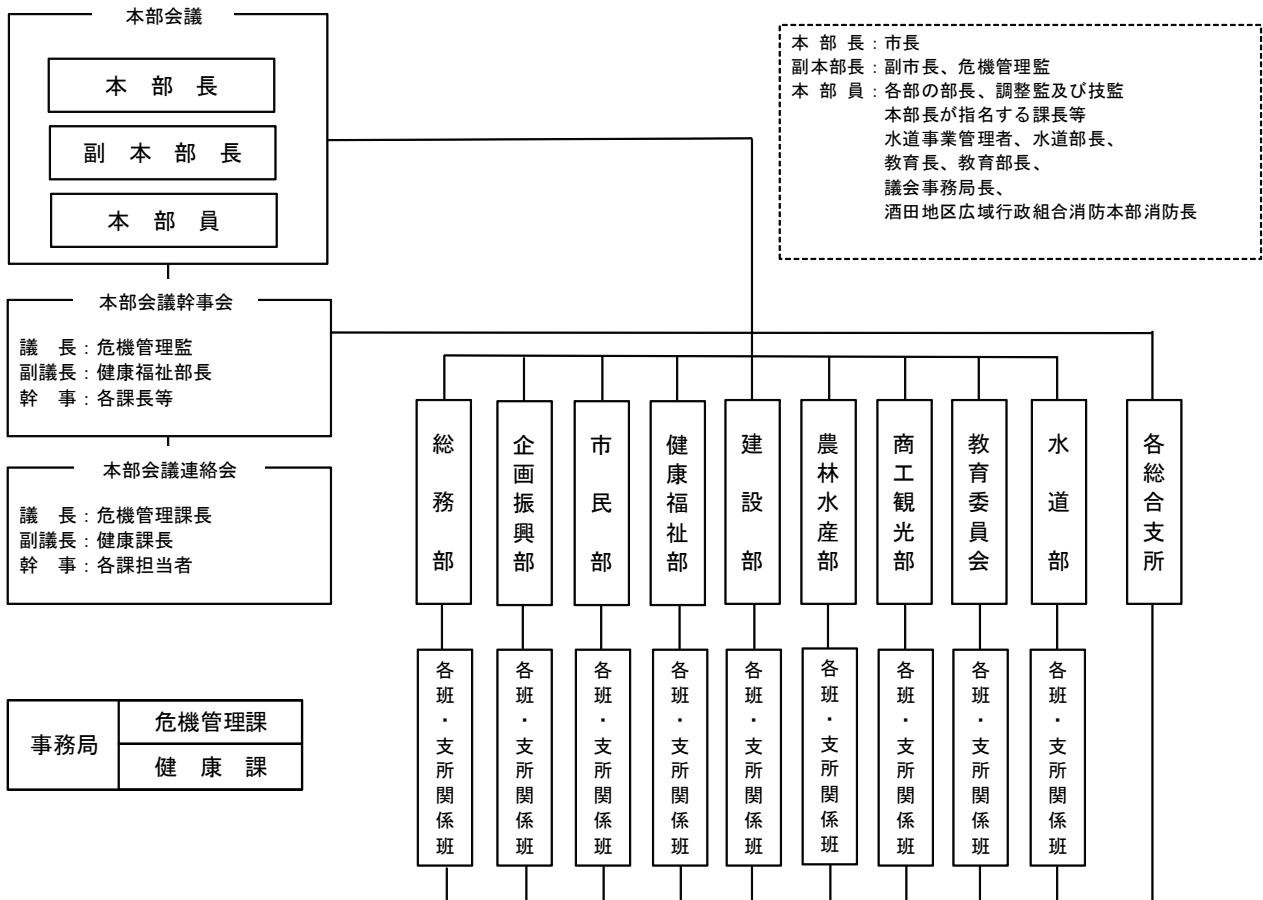 本部会議
本　部　長
副　本　部　長
本　部　員
本 部 長：市長
副本部長：副市長、危機管理監
本 部 員：各部の部長、調整監及び技監
本部長が指名する課長等
水道事業管理者、水道部長、
教育長、教育部長、
議会事務局長、
酒田地区広域行政組合消防本部消防長
本部会議幹事会
議　長：危機管理監
副議長：健康福祉部長
幹　事：各課長等
本部会議連絡会
議　長：危機管理課長
副議長：健康課長
幹　事：各課担当者
事務局
危機管理課
健　康　課
総務部
企画振興部
市民部
健康福祉部
建設部
農林水産部
商工観光部
教育委員会
水道部
各総合支所
各班・支所関係班
各班・支所関係班
各班・支所関係班
各班・支所関係班
各班・支所関係班
各班・支所関係班
各班・支所関係班
各班・支所関係班
各班・支所関係班